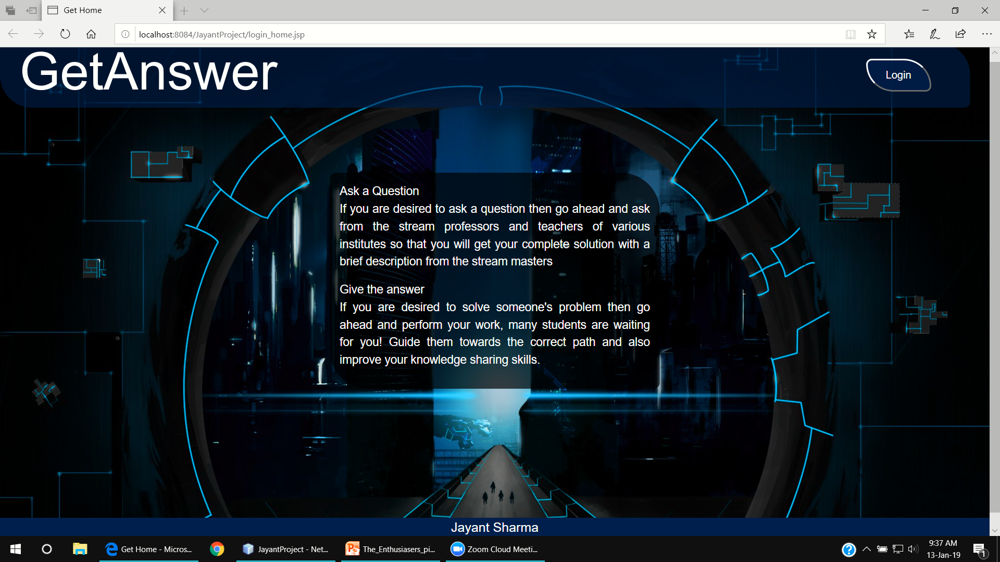 Get Home
localhost:8084/JayantProject/login_home.jsp
GetAnswer
Login
Ask a Question
If you are desired to ask a question then go ahead and ask
from the stream professors and teachers of various
institutes so that you will get your complete solution with a
brief description from the stream masters
Give the answer
If you are desired to solve someone's problem then go
ahead and perform your work, many students are waiting
for you! Guide them towards the correct path and also
improve your knowledge sharing skills.
Jayant Sharma
Get Home - Micros...
JayantProject - Net...
The_Enthusiasers_pi...
Zoom Cloud Meeti...
9:37 AM
13-Jan-19
1